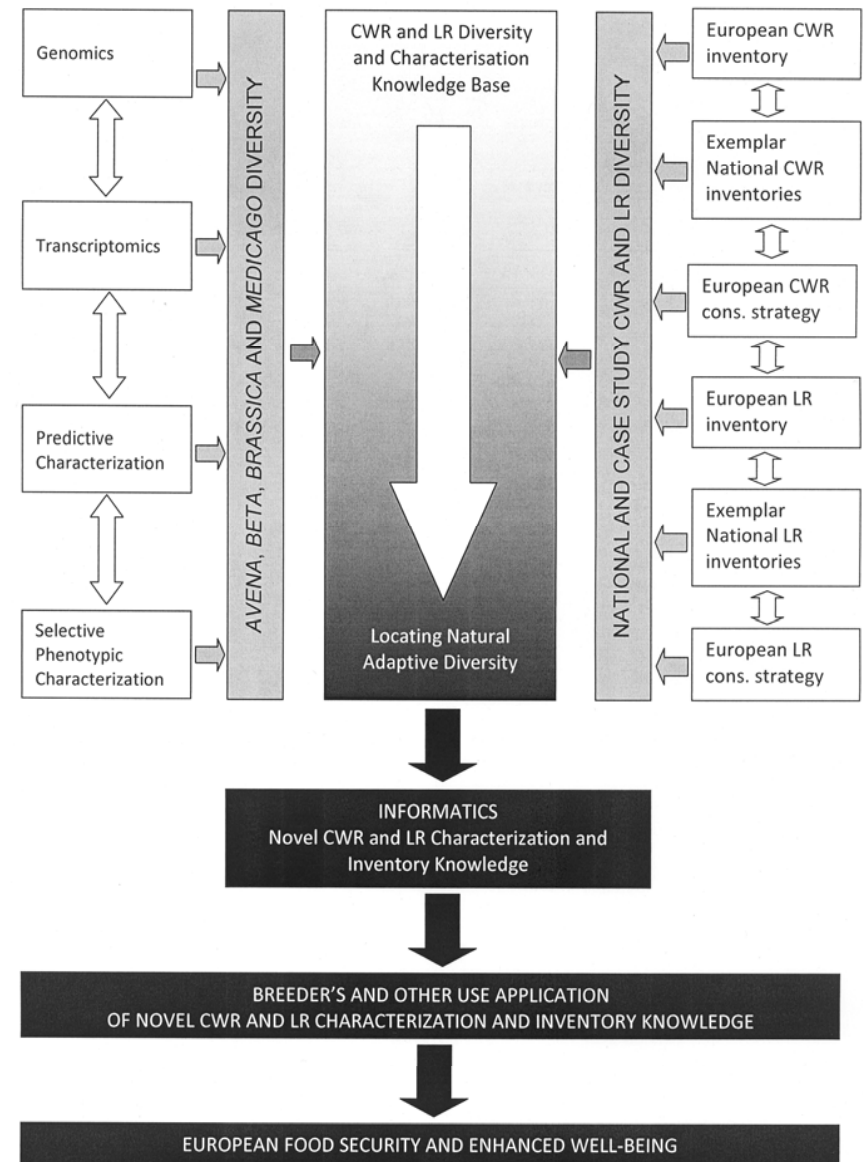 Genomics
Transcriptomics
Predictive
Characterization
Selective
Phenotypic
Characterization
AVENA, BETA, BRASSICA AND MEDICAGO DIVERSITY
CWR and LR Diversity
and Characterisation
Knowledge Base
Locating Natural
Adaptive Diversity
NATIONAL AND CASE STUDY CWR AND LR DIVERSITY
European CWR
inventory
Exemplar
National CWR
inventories
European CWR
cons. strategy
European LR
inventory
Exemplar
National LR
inventories
European LR
cons. strategy
INFORMATICS
Novel CWR and LR Characterization and
Inventory Knowledge
BREEDER'S AND OTHER USE APPLICATION
OF NOVEL CWR AND LR CHARACTERIZATION AND INVENTORY KNOWLEDGE
EUROPEAN FOOD SECURITY AND ENHANCED WELL-BEING